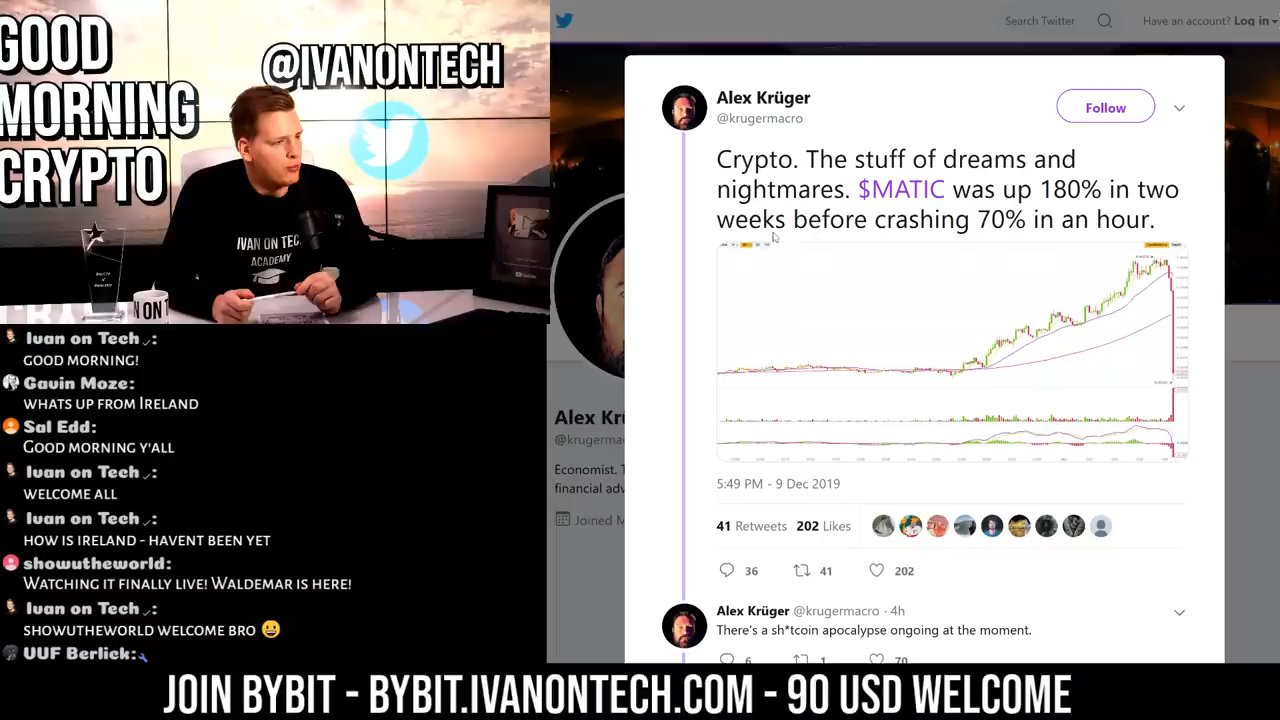 GOOD
MORNING
CRYPTO
@IVANONTECH
IVAN ON TECH
ACADEMY
Ivan on Tech :
GOOD MORNING!
Gavin Moze:
WHATS UP FROM IRELAND
Sal Edd:
GOOD MORNING Y'ALL
Ivan on Tech :
WELCOME ALL
Ivan on Tech :
HOW IS IRELAND - HAVENT BEEN YET
showutheworld:
WATCHING IT FINALLY LIVE! WALDEMAR IS HERE!
Ivan on Tech :
SHOWUTHEWORLD WELCOME BRO 😀
UUF Berlick:
Search Twitter
Have an account? Log in
Alex Krüger
@krugermacro
Follow
Crypto. The stuff of dreams and
nightmares. $MATIC was up 180% in two
weeks before crashing 70% in an hour.
5:49 PM - 9 Dec 2019
41 Retweets 202 Likes
36 41 202
Alex Krüger @krugermacro · 4h
There's a sh*tcoin apocalypse ongoing at the moment.
6 1 70
Alex Kr
@krugerma
Economist. T
financial adv
Joined M
JOIN BYBIT - BYBIT.IVANONTECH.COM - 90 USD WELCOME